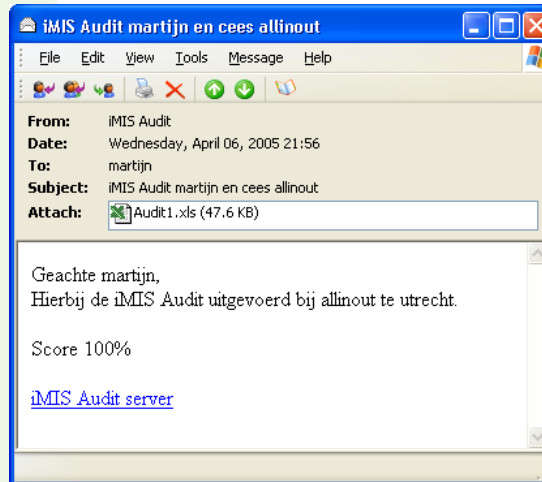 iMIS Audit martijn en cees allinout
File Edit View Tools Message Help
From: iMIS Audit
Date: Wednesday, April 06, 2005 21:56
To: martijn
Subject: iMIS Audit martijn en cees allinout
Attach: Audit1.xls (47.6 KB)
Geachte martijn,
Hierbij de iMIS Audit uitgevoerd bij allinout te utrecht.
Score 100%
iMIS Audit server